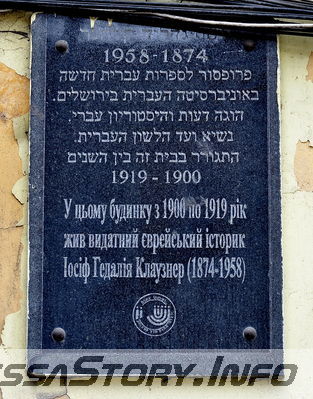 1958-1874
פרופסור לספרות עברית חדשה
באוניברסיטה העברית בירושלים.
הוגה דעות והיסטוריון עברי.
נשיא ועד הלשון העברית.
התגורר בבית זה בין השנים
1919 - 1900
У цьому будинку з 1900 по 1919 рік
жив видатний єврейський історик
Іосіф Гедалія Клаузнер (1874-1958)
ESSASTORY.INFO